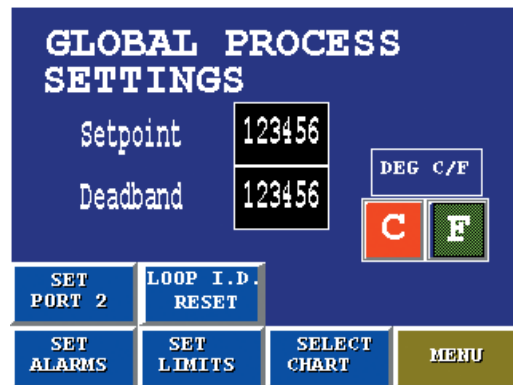 GLOBAL PROCESS
SETTINGS
Setpoint 123456
Deadband 123456
DEG C/F
C F
SET
PORT 2
LOOP I.D.
RESET
SET
ALARMS
SET
LIMITS
SELECT
CHART
MENU